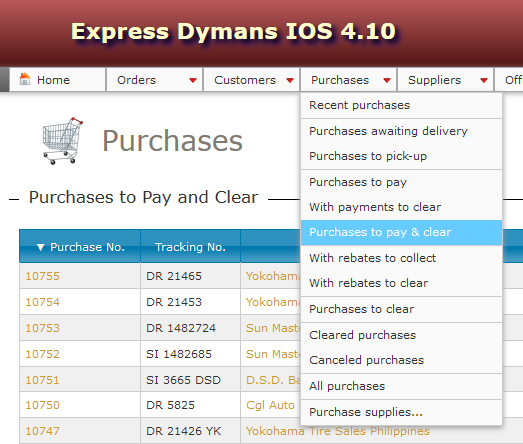 Express Dymans IOS 4.10
Home Orders Customers Purchases Suppliers
Recent purchases
Purchases awaiting delivery
Purchases to pick-up
Purchases to pay
With payments to clear
Purchases to pay & clear
With rebates to collect
With rebates to clear
Purchases to clear
Cleared purchases
Canceled purchases
All purchases
Purchase supplies...
Purchases
Purchases to Pay and Clear
▼ Purchase No. Tracking No.
10755 DR 21465 Yokohama
10754 DR 21453 Yokohama
10753 DR 1482724 Sun
10752 SI 1482685 Sun
10751 SI 3665 DSD D.S.D.
10750 DR 5825 Cgl Auto
10747 DR 21426 YK Yokohama Tire Sales Philippines